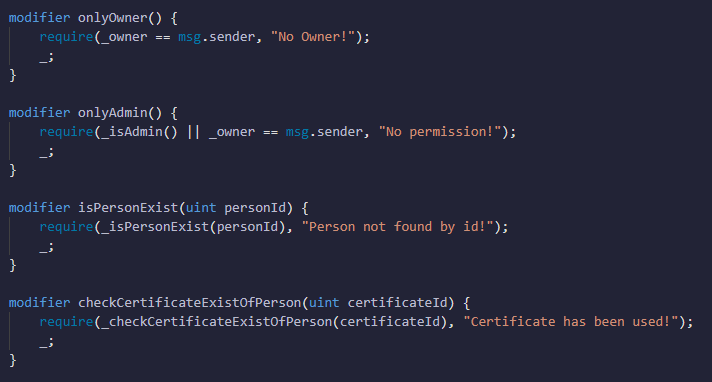 modifier onlyOwner() {
require(_owner == msg.sender, "No Owner!");
_;
}
modifier onlyAdmin() {
require(_isAdmin() || _owner == msg.sender, "No permission!");
_;
}
modifier isPersonExist(uint personId) {
require(_isPersonExist(personId), "Person not found by id!");
_;
}
modifier checkCertificateExistOfPerson(uint certificateId) {
require(_checkCertificateExistOfPerson(certificateId), "Certificate has been used!");
_;
}